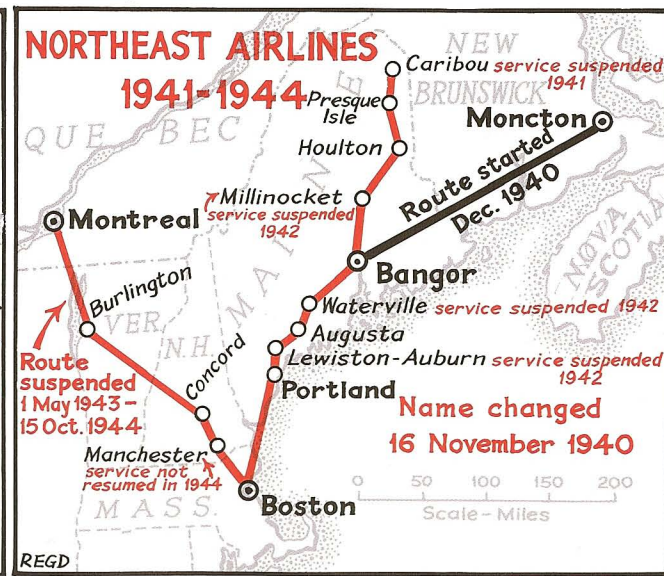 NORTHEAST AIRLINES
1941-1944
NEW
BRUNSWICK
QUEBEC
MAINE
Caribou service suspended
1941
Presque
Isle
Houlton
Moncton
Route started
Dec. 1940
Millinocket
service suspended
1942
Montreal
NOVA
SCOTIA
Bangor
Burlington
VER.
N.H.
Waterville service suspended 1942
Augusta
Lewiston-Auburn service suspended
1942
Concord
Portland
Route
suspended
1 May 1943-
15 Oct. 1944
Name changed
16 November 1940
Manchester
service not
resumed in 1944
MASS.
Boston
0 50 100 150 200
Scale-Miles
REGD